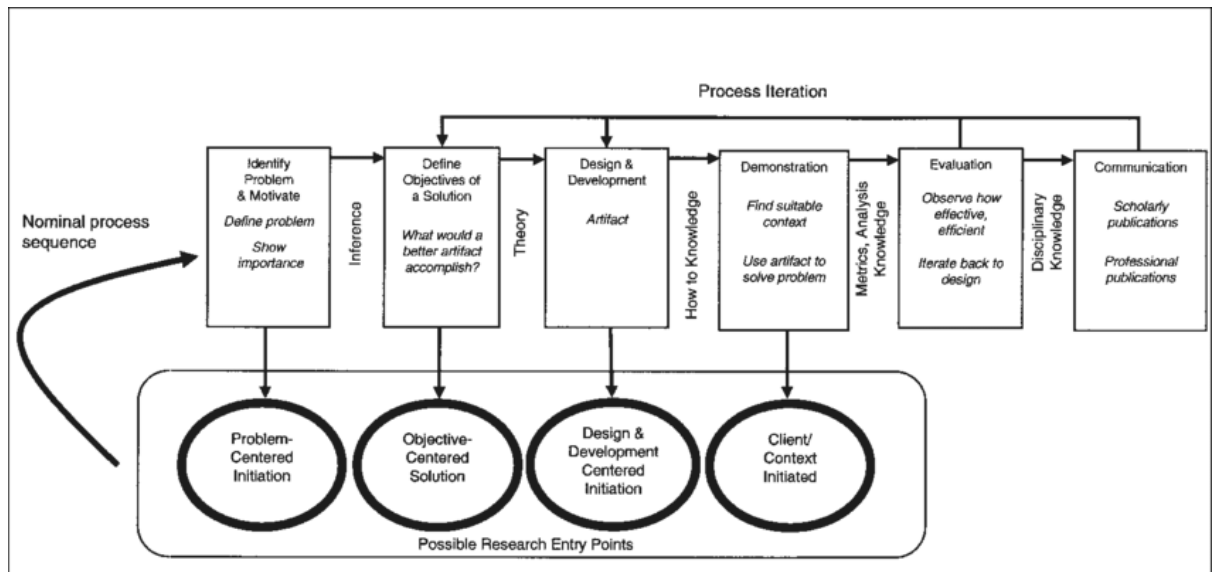 Process Iteration
Nominal process
sequence
Identify
Problem
& Motivate
Define problem
Show
importance
Inference
Define
Objectives of
a Solution
What would a
better artifact
accomplish?
Theory
Design &
Development
Artifact
How to Knowledge
Demonstration
Find suitable
context
Use artifact to
solve problem
Metrics, Analysis
Knowledge
Evaluation
Observe how
effective,
efficient
Iterate back to
design
Disciplinary
Knowledge
Communication
Scholarly
publications
Professional
publications
Problem-
Centered
Initiation
Objective-
Centered
Solution
Design &
Development
Centered
Initiation
Client/
Context
Initiated
Possible Research Entry Points